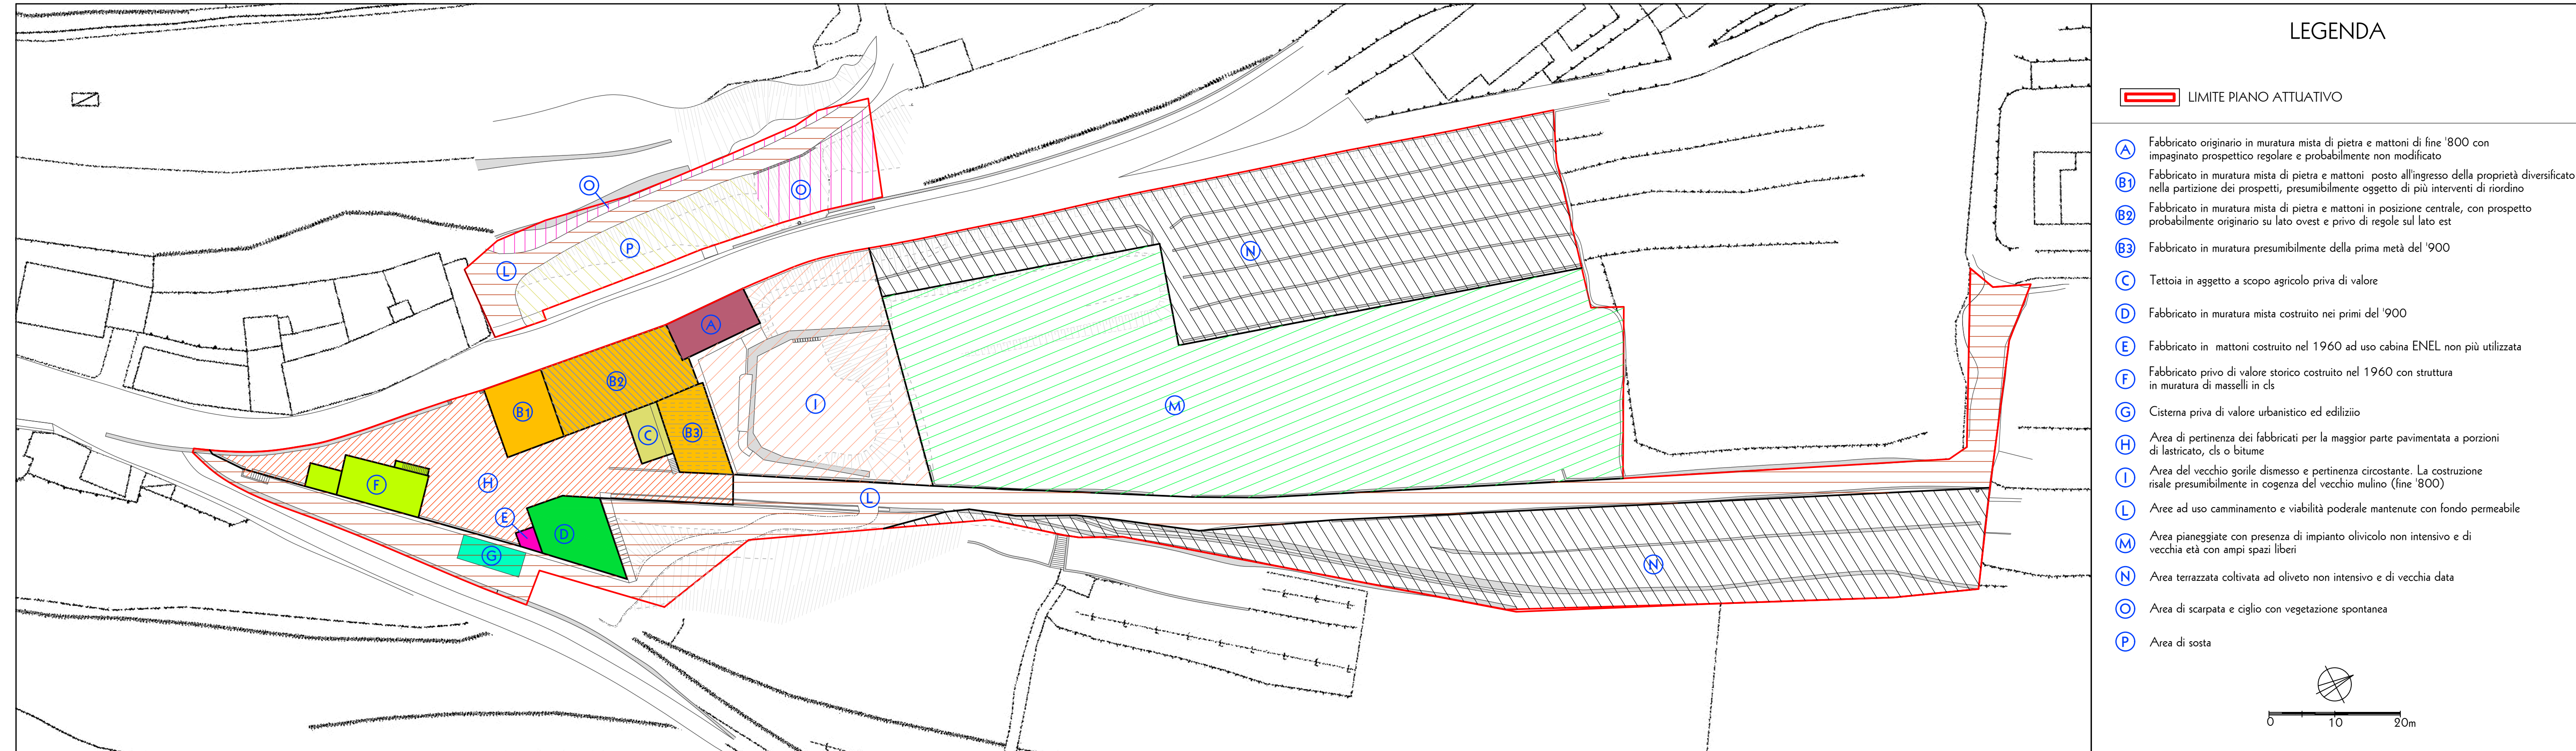 LEGENDA
LIMITE PIANO ATTUATIVO
A Fabbricato originario in muratura mista di pietra e mattoni di fine '800 con
impaginato prospettico regolare e probabilmente non modificato
B1 Fabbricato in muratura mista di pietra e mattoni posto all'ingresso della proprietà diversificato
nella partizione dei prospetti, presumibilmente oggetto di più interventi di riordino
B2 Fabbricato in muratura mista di pietra e mattoni in posizione centrale, con prospetto
probabilmente originario su lato ovest e privo di regole sul lato est
B3 Fabbricato in muratura presumibilmente della prima metà del '900
C Tettoia in aggetto a scopo agricolo priva di valore
D Fabbricato in muratura mista costruito nei primi del '900
E Fabbricato in mattoni costruito nel 1960 ad uso cabina ENEL non più utilizzata
F Fabbricato privo di valore storico costruito nel 1960 con struttura
in muratura di masselli in cls
G Cisterna priva di valore urbanistico ed ediliziio
H Area di pertinenza dei fabbricati per la maggior parte pavimentata a porzioni
di lastricato, cls o bitume
I Area del vecchio gorile dismesso e pertinenza circostante. La costruzione
risale presumibilmente in cogenza del vecchio mulino (fine '800)
L Aree ad uso camminamento e viabilità poderale mantenute con fondo permeabile
M Area pianeggiate con presenza di impianto olivicolo non intensivo e di
vecchia età con ampi spazi liberi
N Area terrazzata coltivata ad oliveto non intensivo e di vecchia data
O Area di scarpata e ciglio con vegetazione spontanea
P Area di sosta
0 10 20m
O
O
P
L
N
A
B2
B1
I
M
C
B3
F
H
L
E
D
G
N